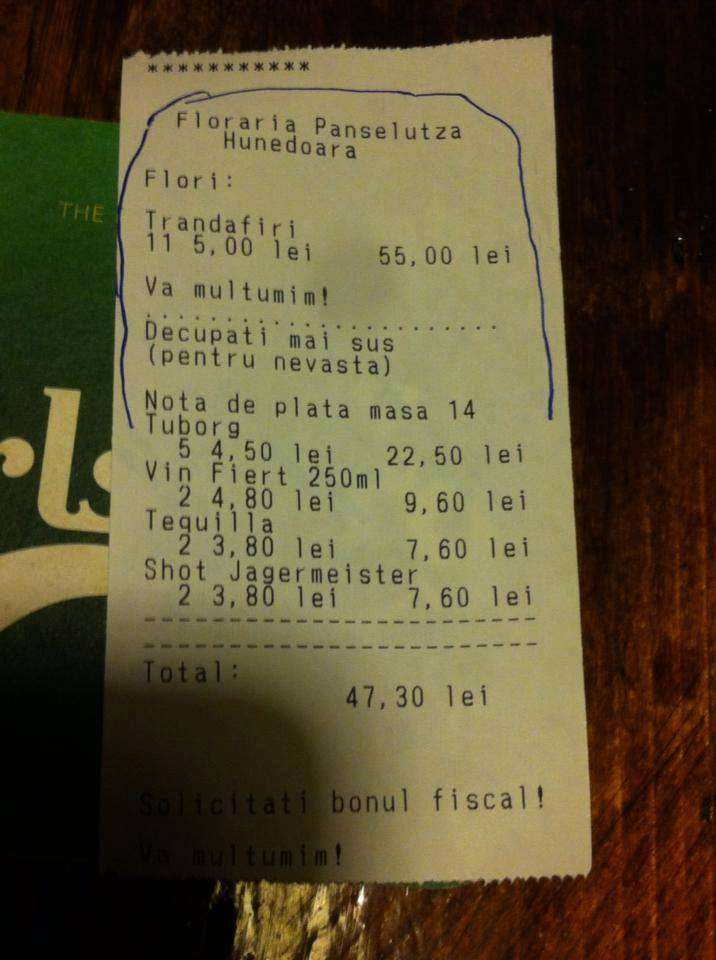 ***********
Floraria Panselutza
Hunedoara
Flori:
Trandafiri
11 5,00 lei 55,00 lei
Va multumim!
.......................
Decupati mai sus
(pentru nevasta)
Nota de plata masa 14
Tuborg
5 4,50 lei 22,50 lei
Vin Fiert 250ml
2 4,80 lei 9,60 lei
Tequilla
2 3,80 lei 7,60 lei
Shot Jagermeister
2 3,80 lei 7,60 lei
------------------------
------------------------
Total:
47,30 lei
Solicitati bonul fiscal!
Va multumim!
THE
rls